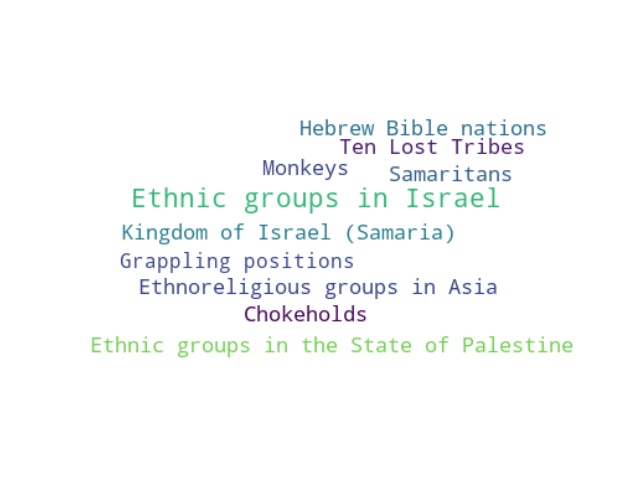 Hebrew Bible nations
Ten Lost Tribes
Monkeys
Samaritans
Ethnic groups in Israel
Kingdom of Israel (Samaria)
Grappling positions
Ethnoreligious groups in Asia
Chokeholds
Ethnic groups in the State of Palestine